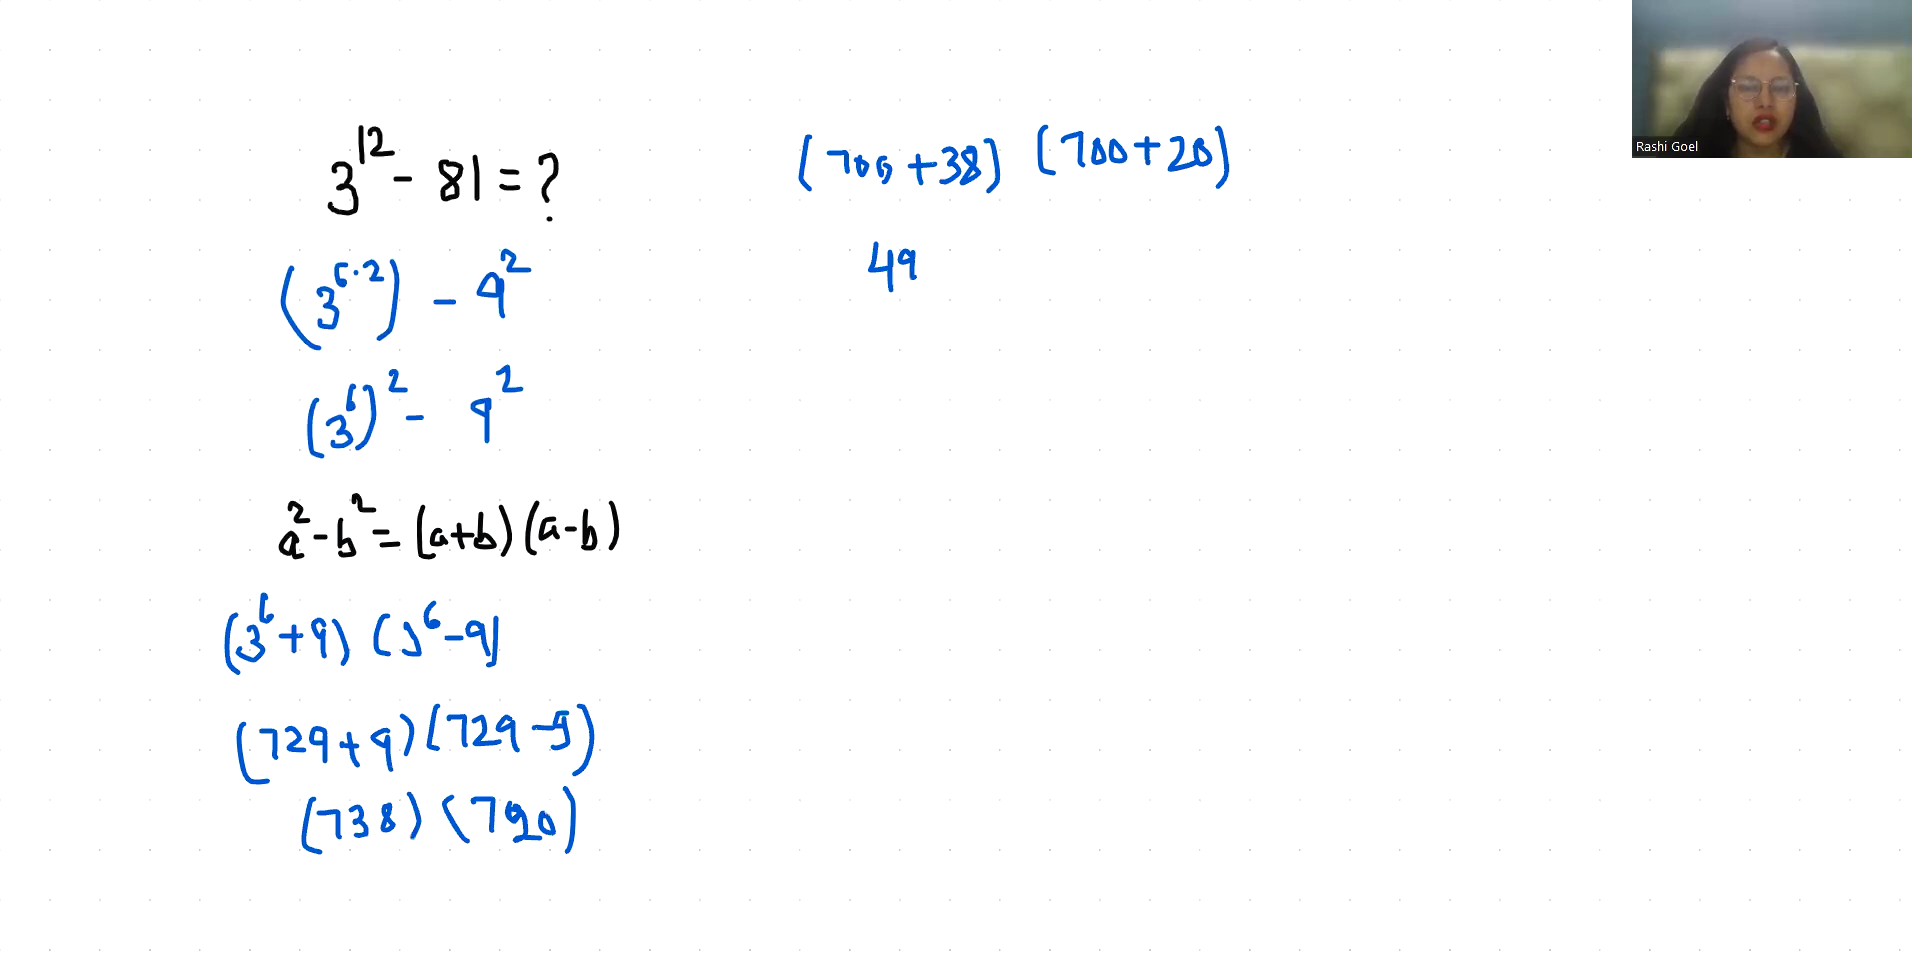 3^12 - 81 = ?
(3^6·2) - 9^2
(3^6)^2 - 9^2
a^2 - b^2 = (a+b)(a-b)
(3^6+9)(3^6-9)
(729+9)(729-9)
(738)(720)
(700+38)(700+20)
49
Rashi Goel